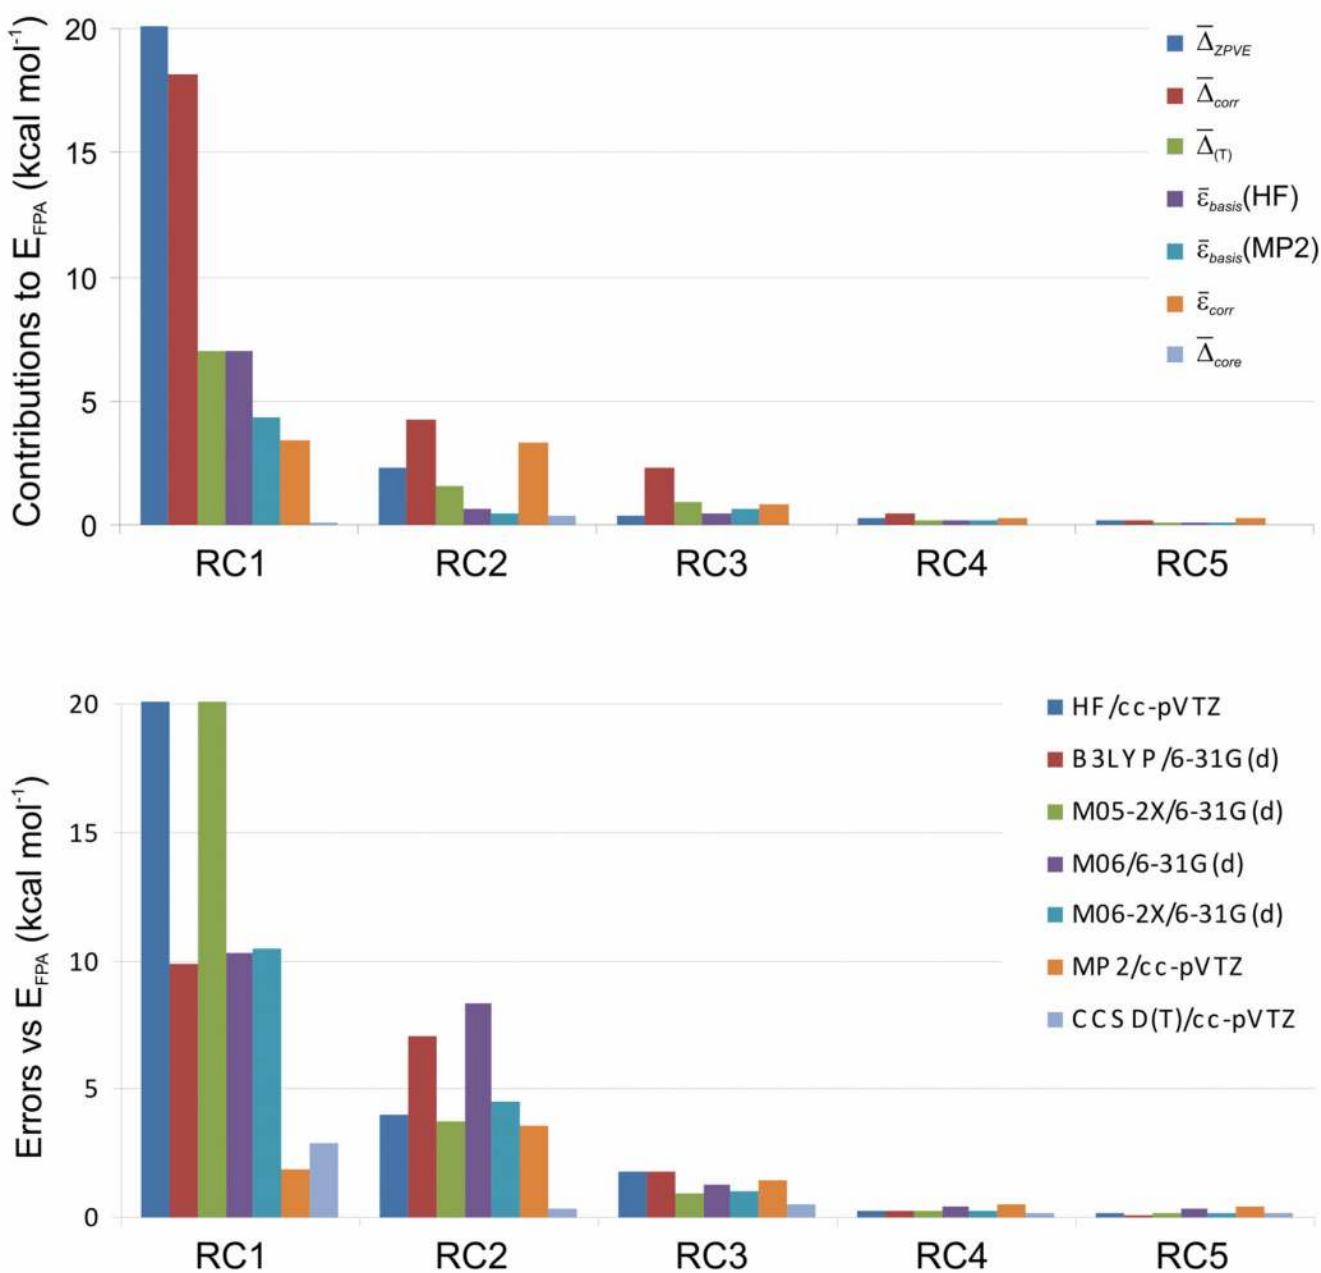 Contributions to E_FPA (kcal mol⁻¹)
20
15
10
5
0
RC1 RC2 RC3 RC4 RC5
Δ̅_ZPVE
Δ̅_corr
Δ̅_(T)
ε̅_basis(HF)
ε̅_basis(MP2)
ε̅_corr
Δ̅_core
Errors vs E_FPA (kcal mol⁻¹)
20
15
10
5
0
RC1 RC2 RC3 RC4 RC5
HF/cc-pVTZ
B3LYP/6-31G(d)
M05-2X/6-31G(d)
M06/6-31G(d)
M06-2X/6-31G(d)
MP2/cc-pVTZ
CCSD(T)/cc-pVTZ